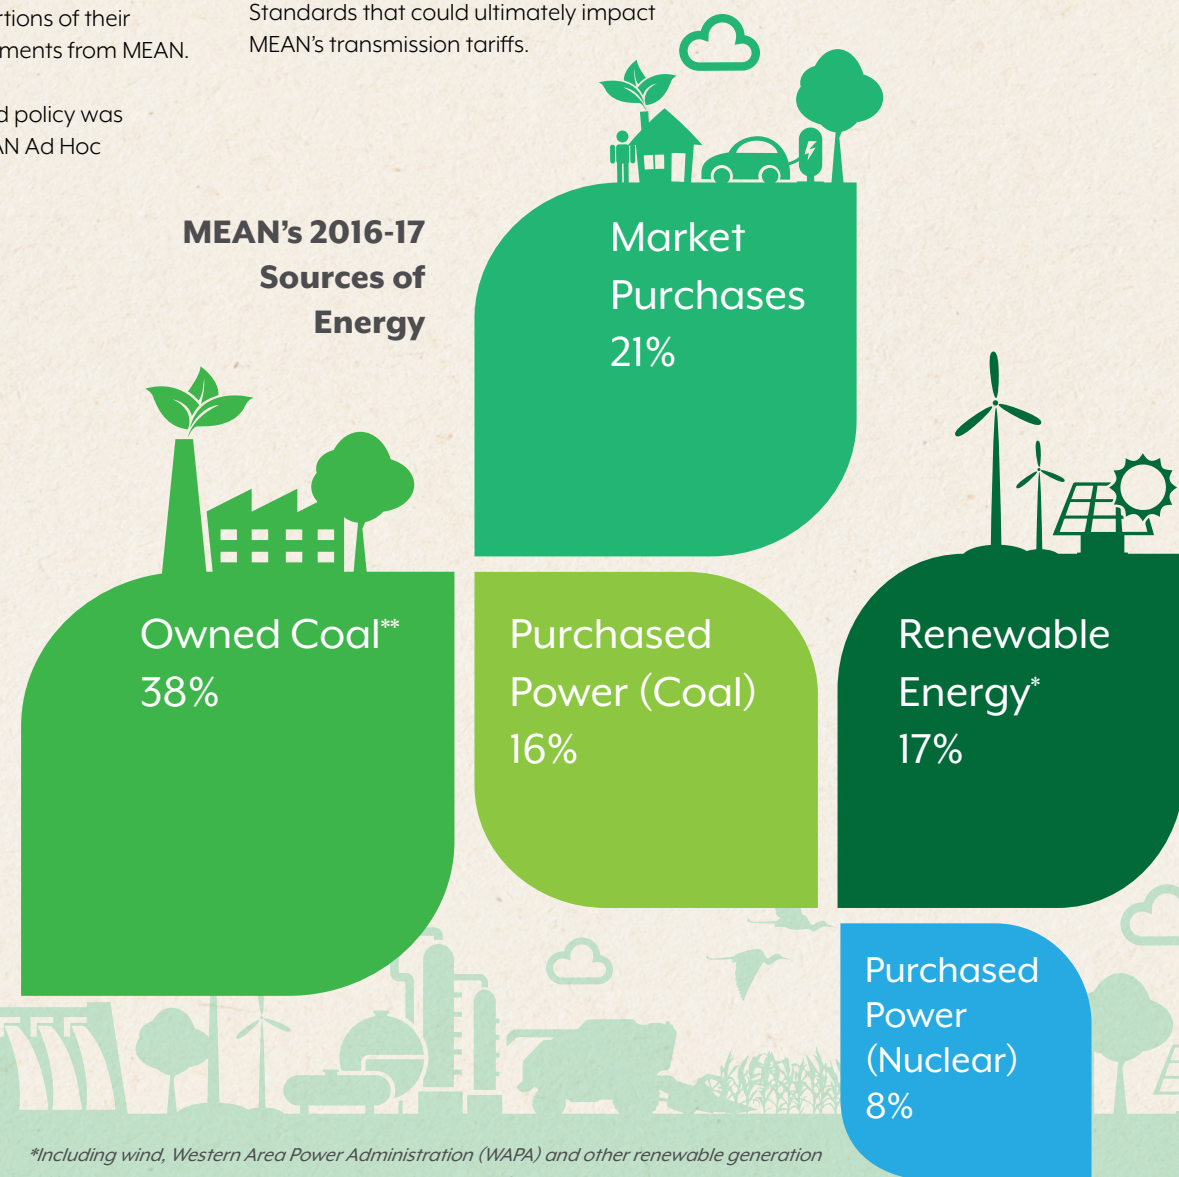 rtions of their
ments from MEAN.
d policy was
AN Ad Hoc
Standards that could ultimately impact
MEAN's transmission tariffs.
MEAN's 2016-17
Sources of
Energy
Market
Purchases
21%
Owned Coal**
38%
Purchased
Power (Coal)
16%
Renewable
Energy*
17%
Purchased
Power
(Nuclear)
8%
*Including wind, Western Area Power Administration (WAPA) and other renewable generation